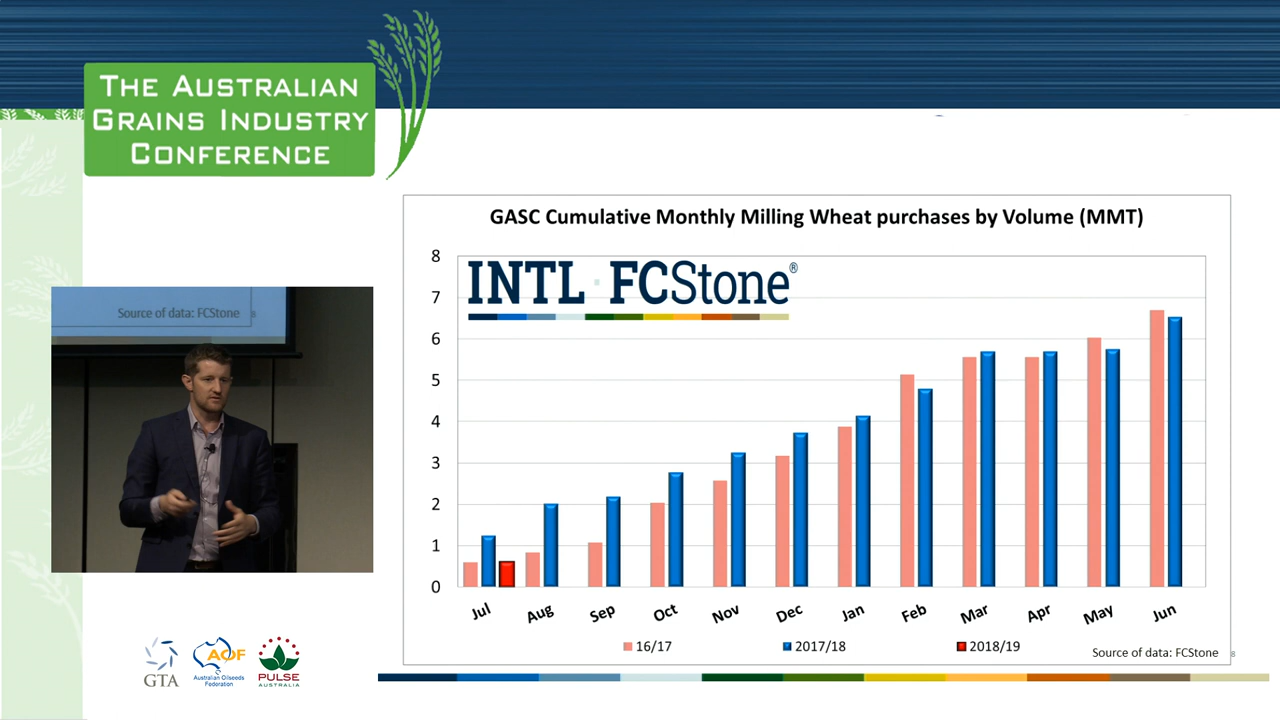 THE AUSTRALIAN
GRAINS INDUSTRY
CONFERENCE
GASC Cumulative Monthly Milling Wheat purchases by Volume (MMT)
INTL FCStone®
8
7
6
5
4
3
2
1
0
Jul Aug Sep Oct Nov Dec Jan Feb Mar Apr May Jun
16/17 2017/18 2018/19
Source of data: FCStone 8
Source of data: FCStone 8
GTA
AOF
Australian Oilseeds
Federation
PULSE
AUSTRALIA